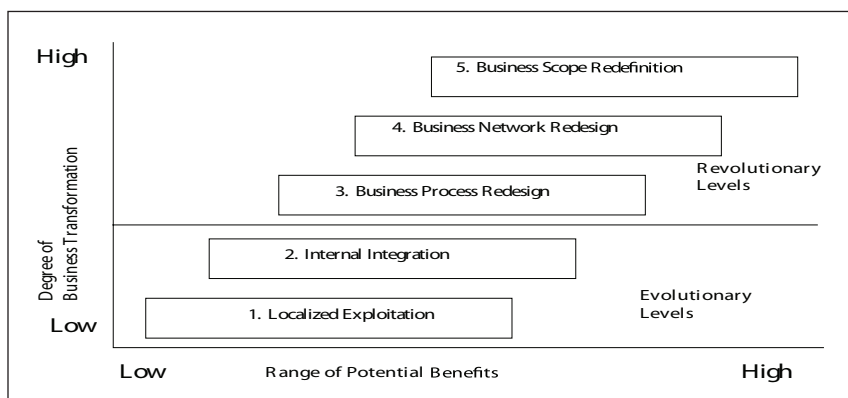 High
5. Business Scope Redefinition
4. Business Network Redesign
Revolutionary
Levels
3. Business Process Redesign
Degree of
Business Transformation
2. Internal Integration
Evolutionary
Levels
1. Localized Exploitation
Low
Low
Range of Potential Benefits
High